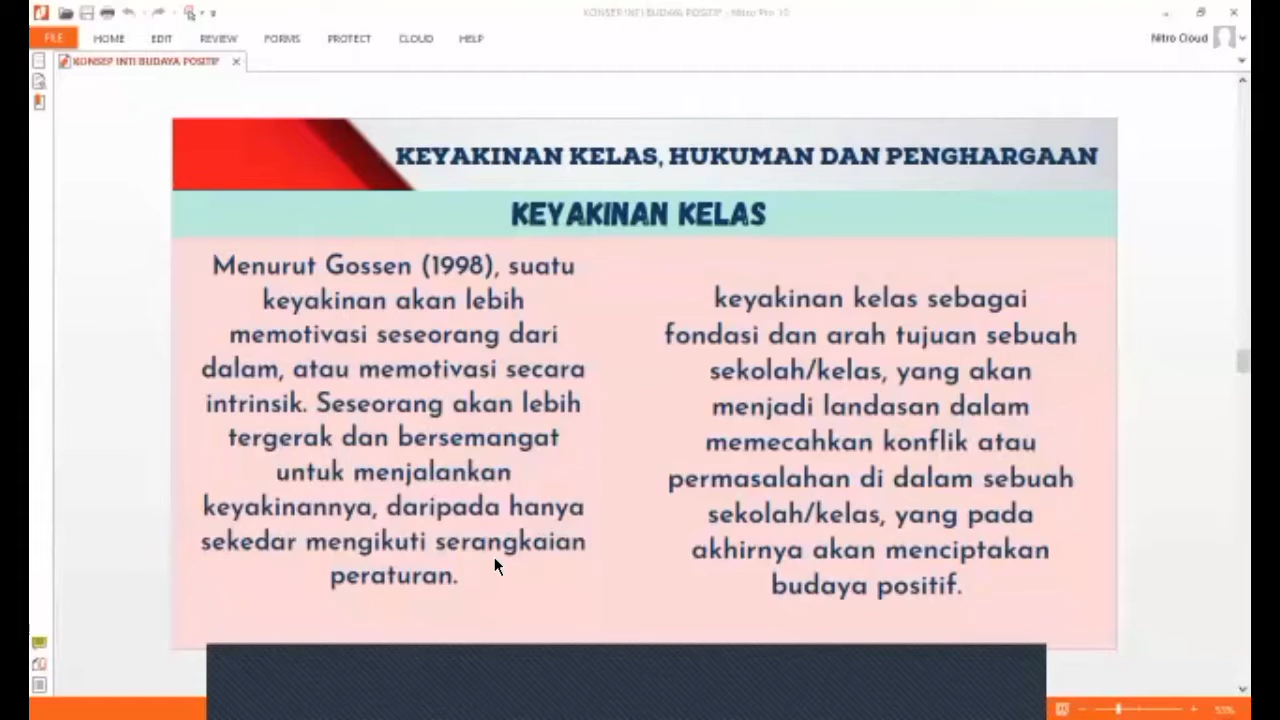 KONSEP INTI BUDAYA POSITIF - Nitro Pro 10
FILE HOME EDIT REVIEW FORMS PROTECT CLOUD HELP
Nitro Cloud
KONSEP INTI BUDAYA POSITIF
KEYAKINAN KELAS, HUKUMAN DAN PENGHARGAAN
KEYAKINAN KELAS
Menurut Gossen (1998), suatu
keyakinan akan lebih
memotivasi seseorang dari
dalam, atau memotivasi secara
intrinsik. Seseorang akan lebih
tergerak dan bersemangat
untuk menjalankan
keyakinannya, daripada hanya
sekedar mengikuti serangkaian
peraturan.
keyakinan kelas sebagai
fondasi dan arah tujuan sebuah
sekolah/kelas, yang akan
menjadi landasan dalam
memecahkan konflik atau
permasalahan di dalam sebuah
sekolah/kelas, yang pada
akhirnya akan menciptakan
budaya positif.